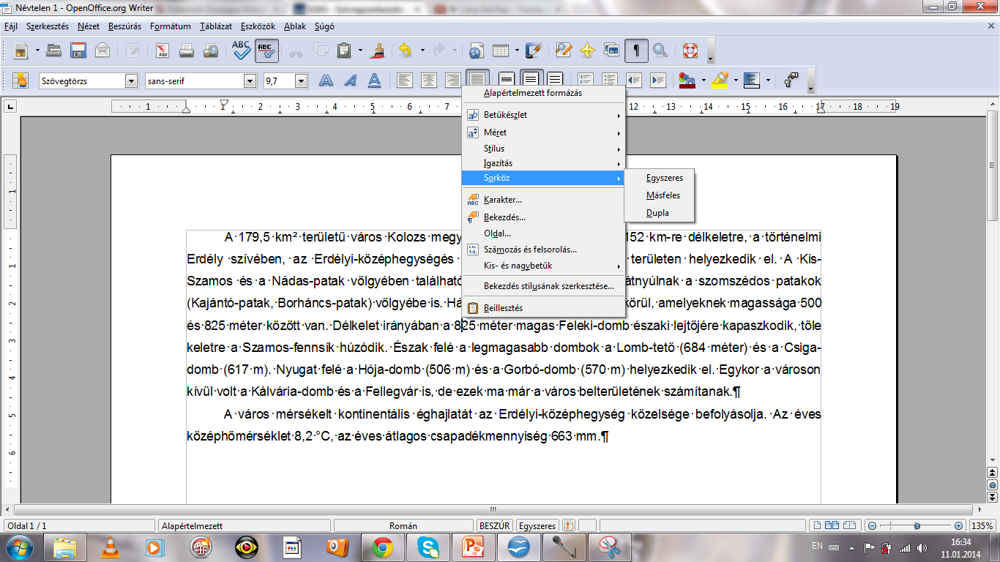 Névtelen 1 - OpenOffice.org Writer
Fájl Szerkesztés Nézet Beszúrás Formátum Táblázat Eszközök Ablak Súgó
Szövegtörzs sans-serif 9,7
1 1 2 3 4 5 6 7 12 13 14 15 16 17 18 19
Alapértelmezett formázás
Betűkészlet
Méret
Stílus
Igazítás
Sorköz
Egyszeres
Másfeles
Dupla
Karakter...
Bekezdés...
Oldal...
Számozás és felsorolás...
Kis- és nagybetűk
Bekezdés stílusának szerkesztése...
Beillesztés
A 179,5 km² területű város Kolozs megy 152 km-re délkeletre, a történelmi
Erdély szívében, az Erdélyi-középhegységés területen helyezkedik el. A Kis-
Szamos és a Nádas-patak völgyében található átnyúlnak a szomszédos patakok
(Kajántó-patak, Borháncs-patak) völgyébe is. Há körül, amelyeknek magassága 500
és 825 méter között van. Délkelet irányában a 825 méter magas Feleki-domb északi lejtőjére kapaszkodik, tőle
keletre a Szamos-fennsík húzódik. Észak felé a legmagasabb dombok a Lomb-tető (684 méter) és a Csiga-
domb (617 m). Nyugat felé a Hója-domb (506 m) és a Gorbó-domb (570 m) helyezkedik el. Egykor a városon
kívül volt a Kálvária-domb és a Fellegvár is, de ezek ma már a város belterületének számítanak.¶
A város mérsékelt kontinentális éghajlatát az Erdélyi-középhegység közelsége befolyásolja. Az éves
középhőmérséklet 8,2 °C, az éves átlagos csapadékmennyiség 663 mm.¶
1
1
2
3
4
5
6
Oldal 1 / 1 Alapértelmezett Román BESZÚR Egyszeres 135%
EN 16:34
11.01.2014